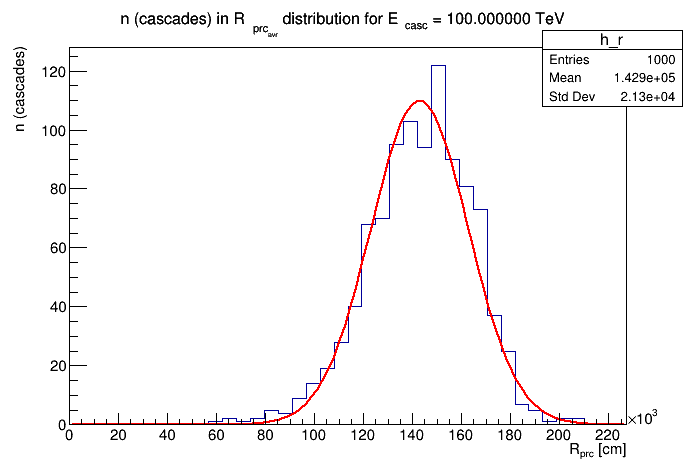 n (cascades) in R prc_awr distribution for E casc = 100.000000 TeV
h_r
Entries 1000
Mean 1.429e+05
Std Dev 2.13e+04
n (cascades)
120
100
80
60
40
20
0
0 20 40 60 80 100 120 140 160 180 200 220 ×10³
R_prc [cm]